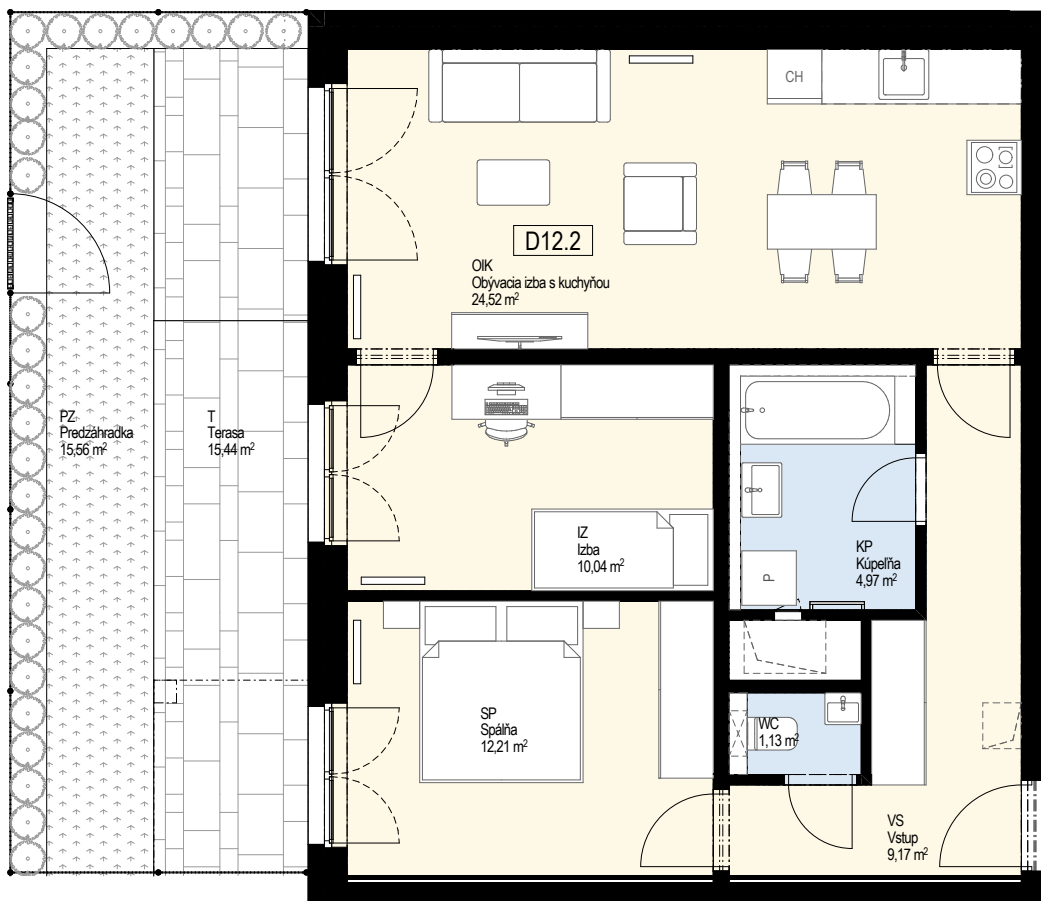 CH
D12.2
OIK
Obývacia izba s kuchyňou
24,52 m²
PZ
Predzáhradka
15,56 m²
T
Terasa
15,44 m²
IZ
Izba
10,04 m²
KP
Kúpeľňa
4,97 m²
P
SP
Spálňa
12,21 m²
WC
1,13 m²
VS
Vstup
9,17 m²